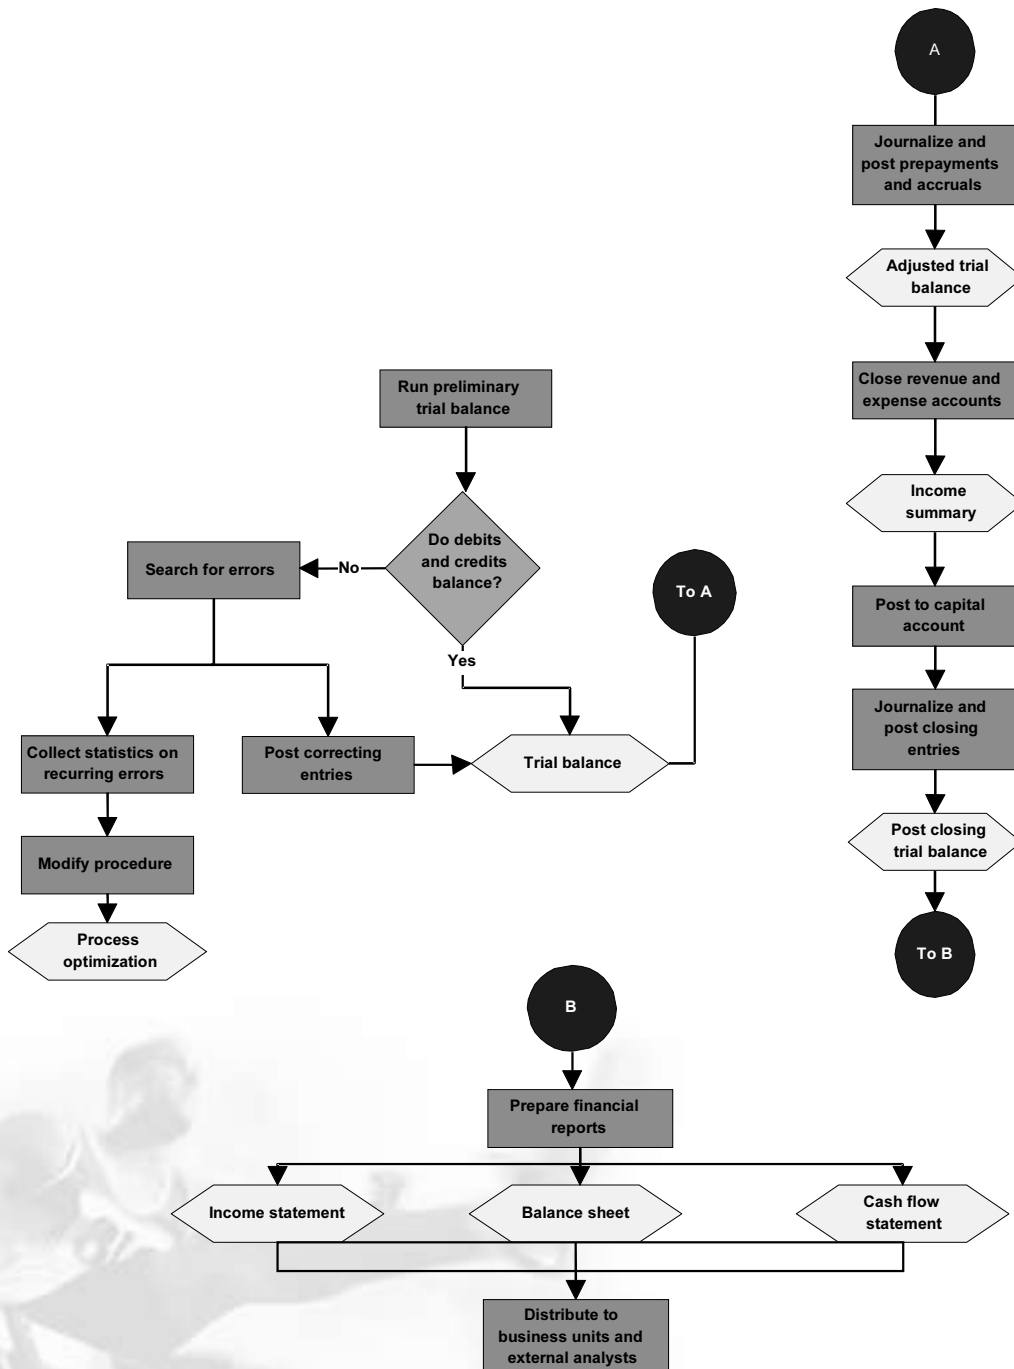 Run preliminary
trial balance
Do debits
and credits
balance?
No
Yes
Search for errors
Collect statistics on
recurring errors
Modify procedure
Process
optimization
Post correcting
entries
Trial balance
To A
A
Journalize and
post prepayments
and accruals
Adjusted trial
balance
Close revenue and
expense accounts
Income
summary
Post to capital
account
Journalize and
post closing
entries
Post closing
trial balance
To B
B
Prepare financial
reports
Income statement
Balance sheet
Cash flow
statement
Distribute to
business units and
external analysts